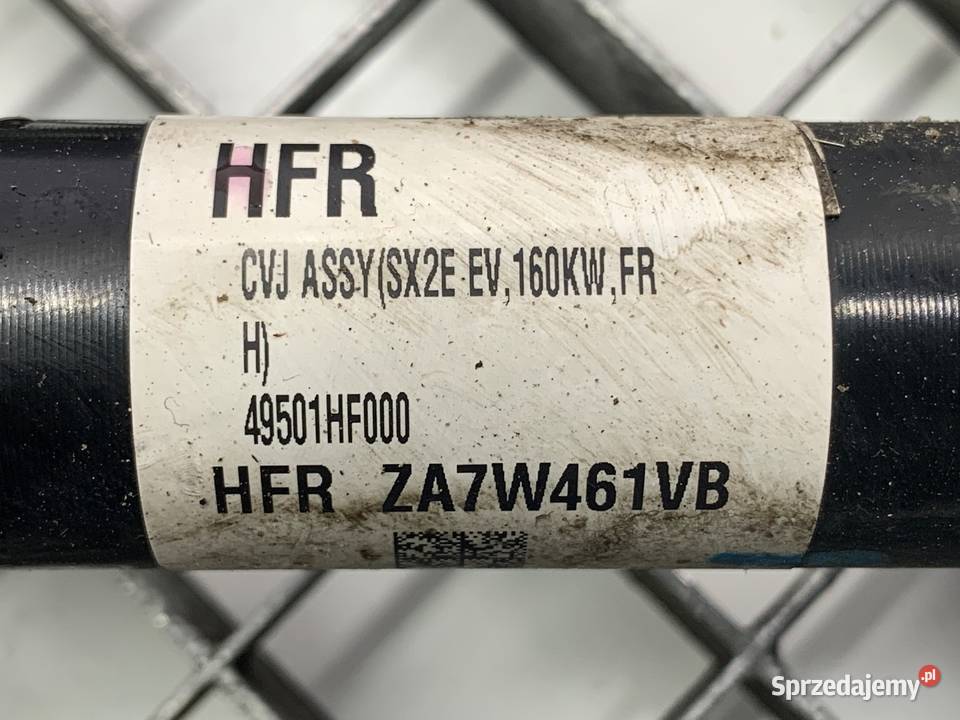 HFR
CVJ ASSY(SX2E EV,160KW,FR
H)
49501HF000
HFR ZA7W461VB
Sprzedajemy.pl